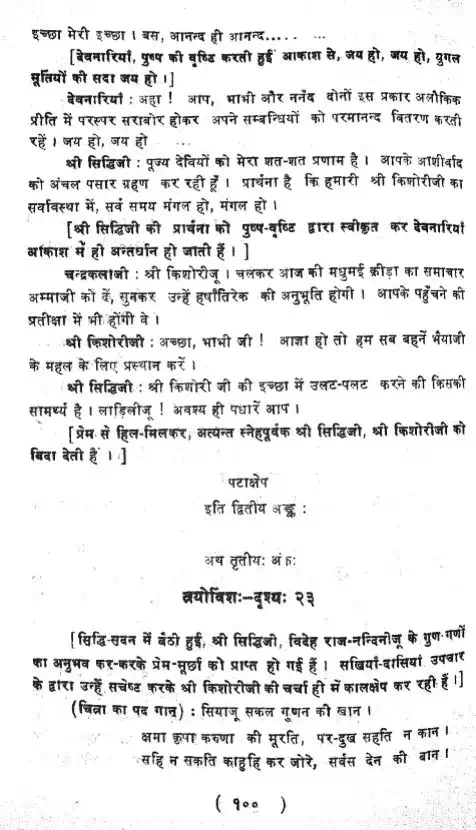 इच्छा मेरी इच्छा । बस, आनन्द ही आनन्द..... ...
[देवनारियाँ, पुष्प की वृष्टि करती हुई आकाश से, जय हो, जय हो, युगल
मूर्तियों की सदा जय हो ।]
देवनारियाँ : अहा ! आप, भाभी और ननँद दोनों इस प्रकार अलौकिक
प्रीति में परस्पर सराबोर होकर अपने सम्बन्धियों को परमानन्द वितरण करती
रहें । जय हो, जय हो
श्री सिद्धिजी : पूज्य देवियों को मेरा शत-शत प्रणाम है । आपके आशीर्वाद
को अंचल पसार ग्रहण कर रही हूँ । प्रार्थना है कि हमारी श्री किशोरीजी का
सर्वावस्था में, सर्व समय मंगल हो, मंगल हो ।
[श्री सिद्धिजी की प्रार्थना को पुष्प-वृष्टि द्वारा स्वीकृत कर देवनारियाँ
आकाश में ही अन्तर्धान हो जाती हैं । ]
चन्द्रकलाजी : श्री किशोरीजू । चलकर आज की मधुमई क्रीड़ा का समाचार
अम्माजी को दें, सुनकर उन्हें हर्षातिरेक की अनुभूति होगी । आपके पहुँचने की
प्रतीक्षा में भी होंगी वे ।
श्री किशोरीजी : अच्छा, भाभी जी ! आज्ञा हो तो हम सब बहनें भैयाजी
के महल के लिए प्रस्थान करें ।
श्री सिद्धिजी : श्री किशोरी जी की इच्छा में उलट-पलट करने की किसकी
सामर्थ्य है । लाड़िलीजू ! अवश्य ही पधारें आप ।
[प्रेम से हिल-मिलकर, अत्यन्त स्नेहपूर्वक श्री सिद्धिजी, श्री किशोरीजी को
विदा देती हैं । ]
पटाक्षेप
इति द्वितीय अङ्क :
अथ तृतीयः अंकः
त्रयोविंशः-दृश्यः २३
[सिद्धि-सदन में बैठी हुई, श्री सिद्धिजी, विदेह राज-नन्दिनीजू के गुण-गणों
का अनुभव कर-करके प्रेम-मूर्छा को प्राप्त हो गई हैं । सखियाँ-दासियाँ उपचार
के द्वारा उन्हें सचेष्ट करके श्री किशोरीजी की चर्चा ही में कालक्षेप कर रही हैं ।]
(चित्रा का पद गान) : सियाजू सकल गुणन की खान ।
क्षमा कृपा करुणा की मूरति, पर-दुख सहति न कान ।
सहि न सकति काहुहि कर जोरे, सर्वस देन की बान ।
( १०० )